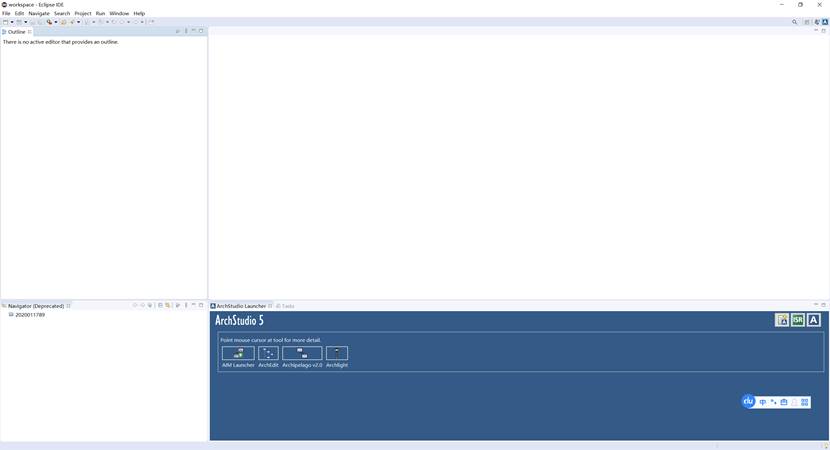 workspace - Eclipse IDE
File Edit Navigate Search Project Run Window Help
Outline
There is no active editor that provides an outline.
Navigator (Deprecated)
2020011789
ArchStudio Launcher Tasks
ArchStudio 5
ISR A
Point mouse cursor at tool for more detail.
AIM Launcher ArchEdit Archipelago v2.0 Archlight
du 中